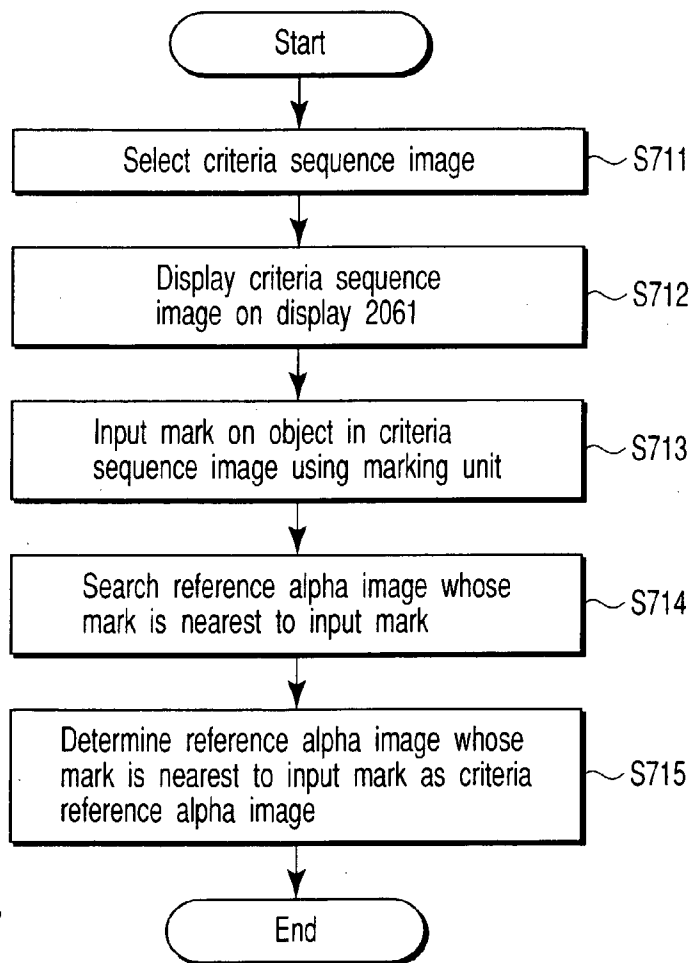 Start
Select criteria sequence image
S711
Display criteria sequence
image on display 2061
S712
Input mark on object in criteria
sequence image using marking unit
S713
Search reference alpha image whose
mark is nearest to input mark
S714
Determine reference alpha image whose
mark is nearest to input mark as criteria
reference alpha image
S715
End